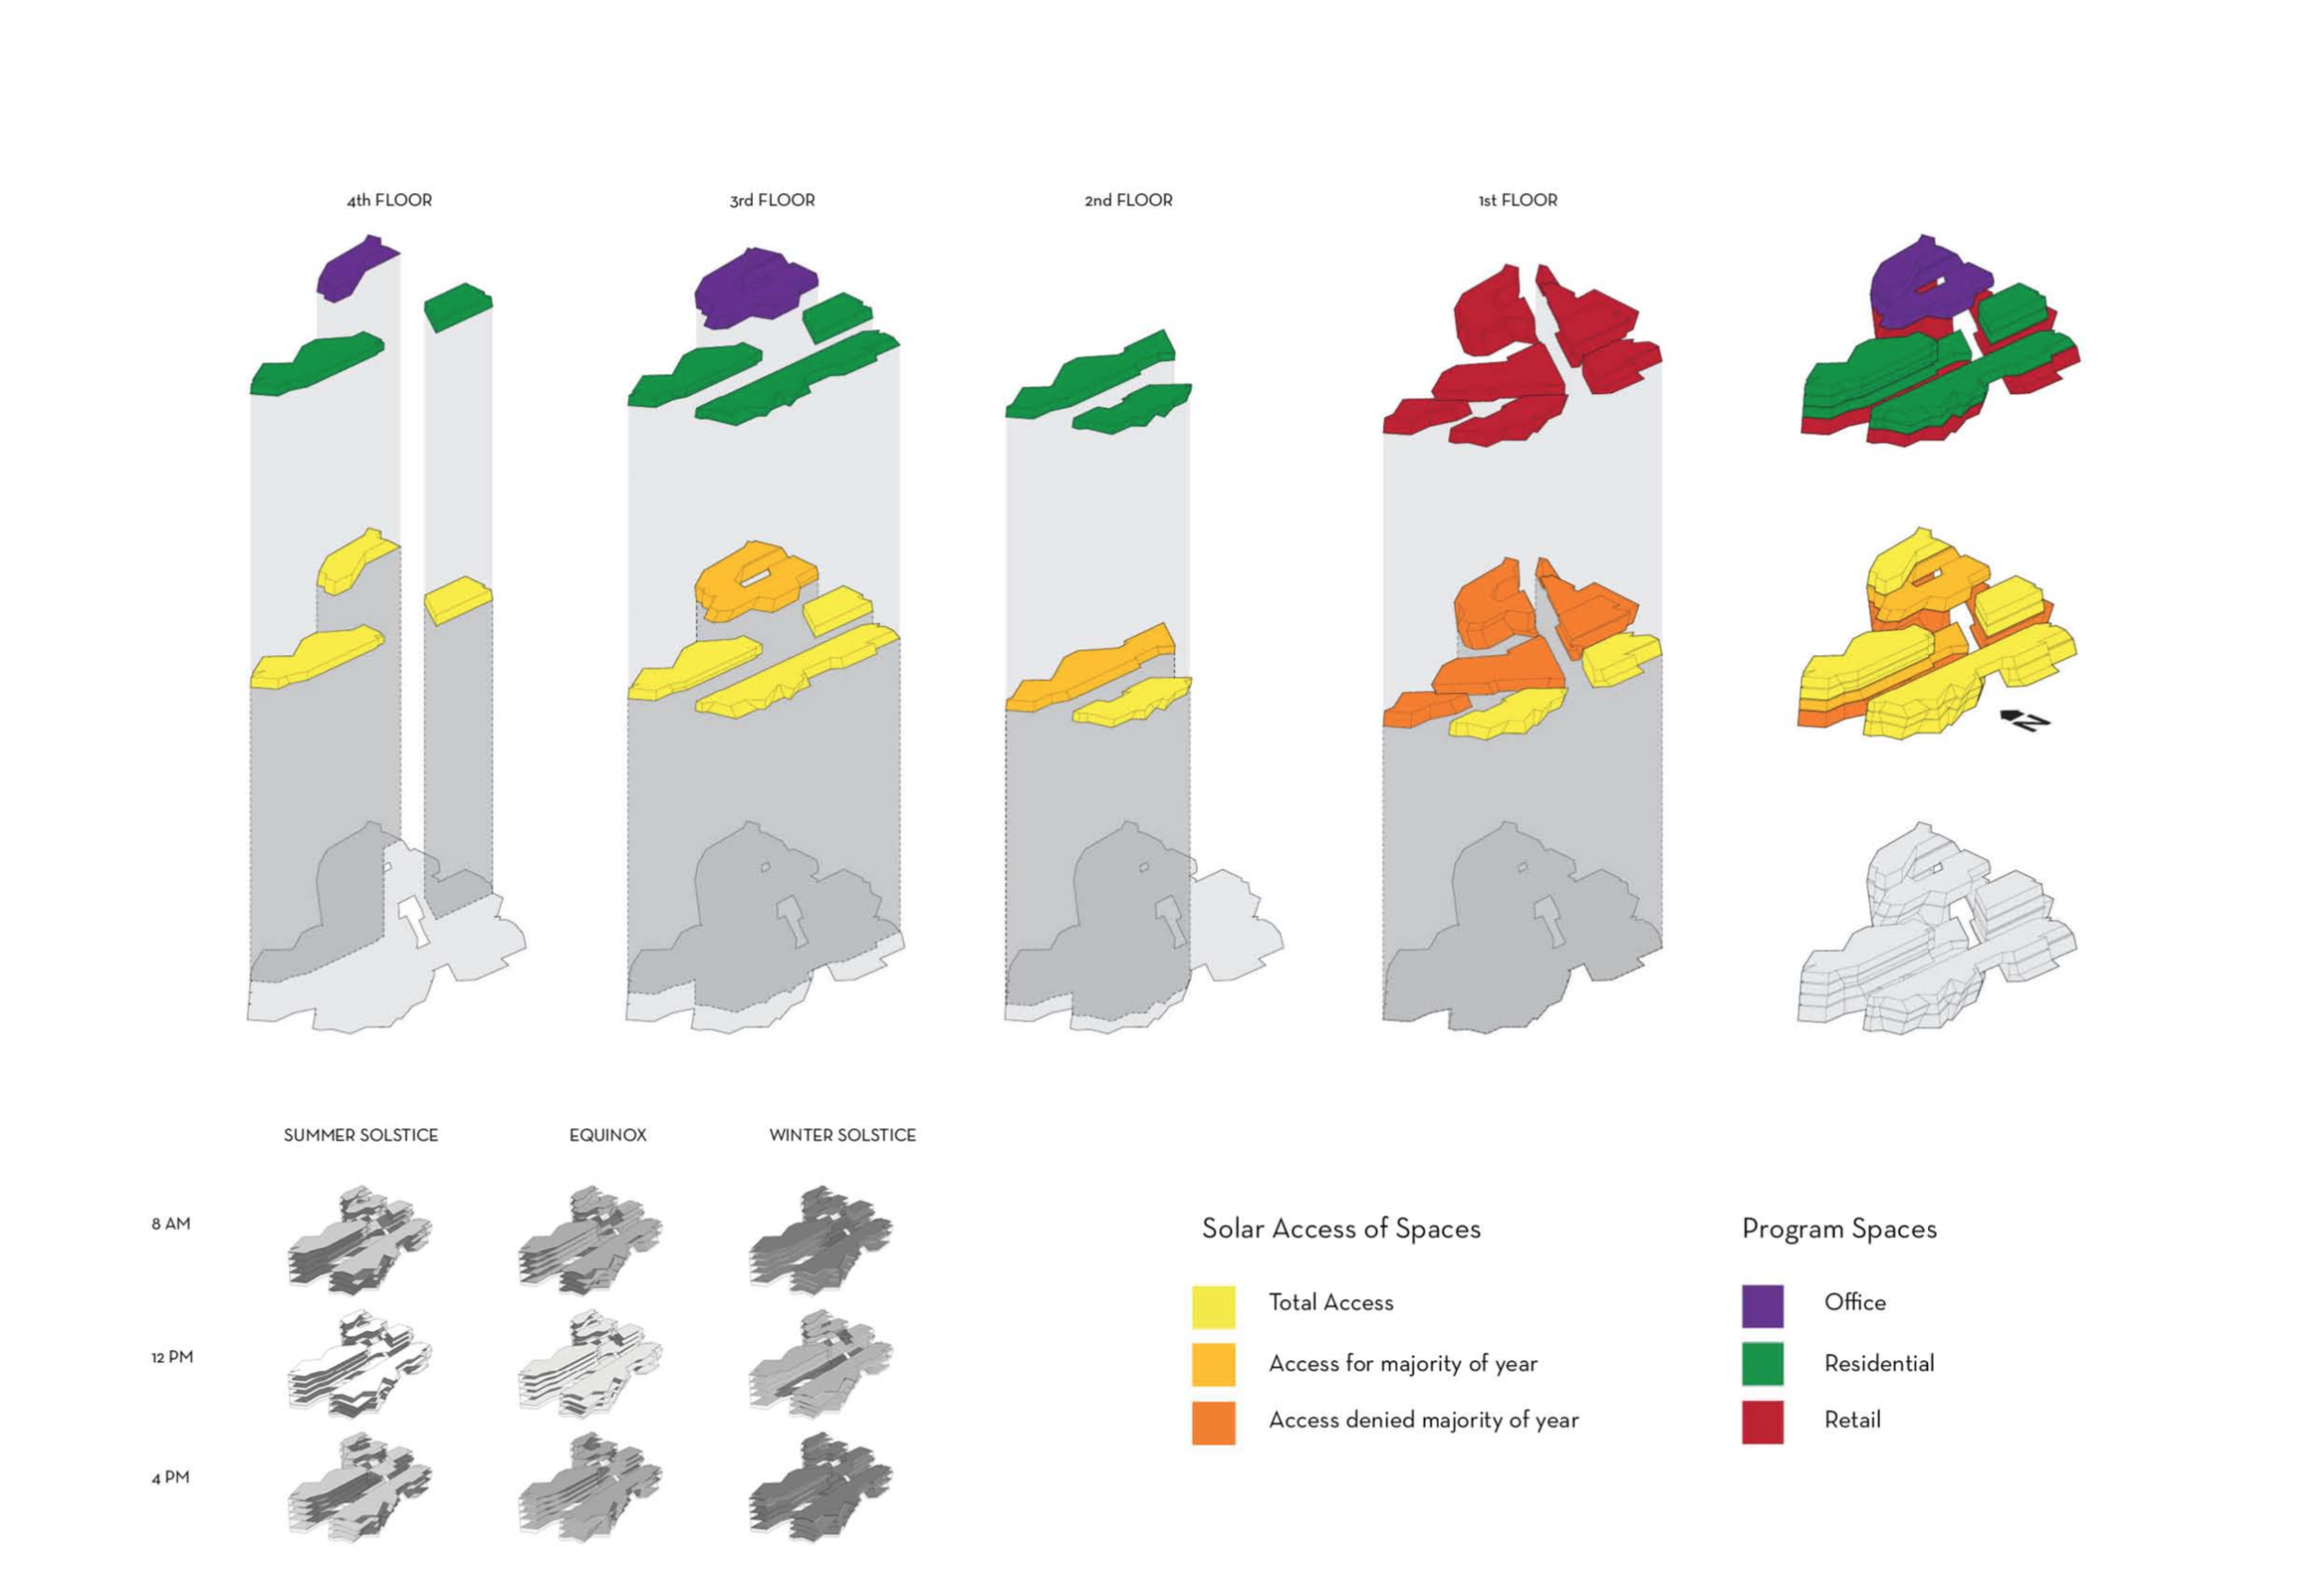 4th FLOOR
3rd FLOOR
2nd FLOOR
1st FLOOR
N
SUMMER SOLSTICE
EQUINOX
WINTER SOLSTICE
8 AM
12 PM
4 PM
Solar Access of Spaces
Total Access
Access for majority of year
Access denied majority of year
Program Spaces
Office
Residential
Retail